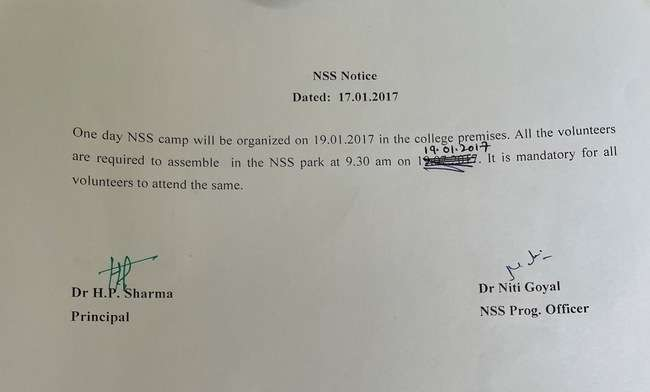 NSS Notice
Dated: 17.01.2017
One day NSS camp will be organized on 19.01.2017 in the college premises. All the volunteers
19.01.2017
are required to assemble in the NSS park at 9.30 am on . It is mandatory for all
volunteers to attend the same.
Dr H.P. Sharma
Principal
Dr Niti Goyal
NSS Prog. Officer